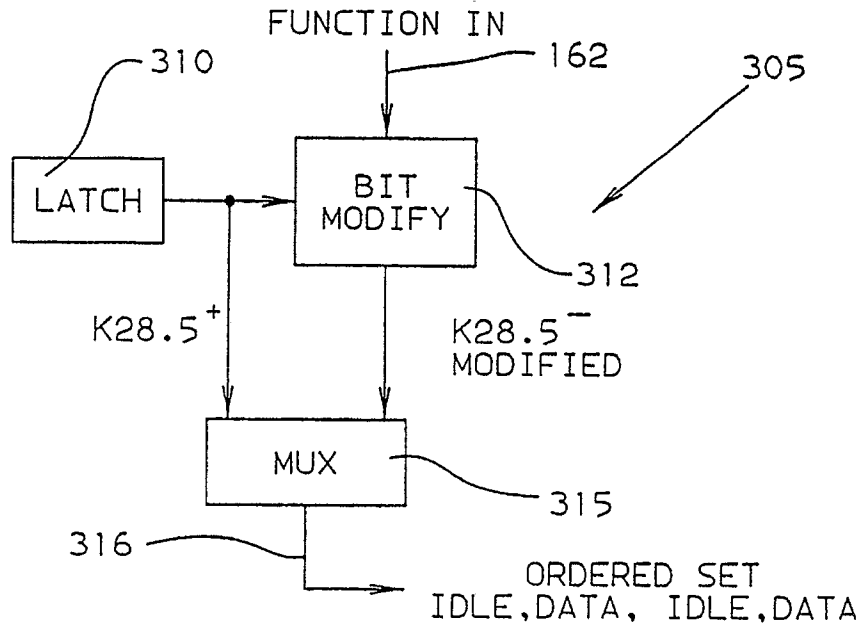 FUNCTION IN
310
162
305
LATCH
BIT
MODIFY
312
K28.5+
K28.5−
MODIFIED
MUX
315
316
ORDERED SET
IDLE,DATA, IDLE,DATA